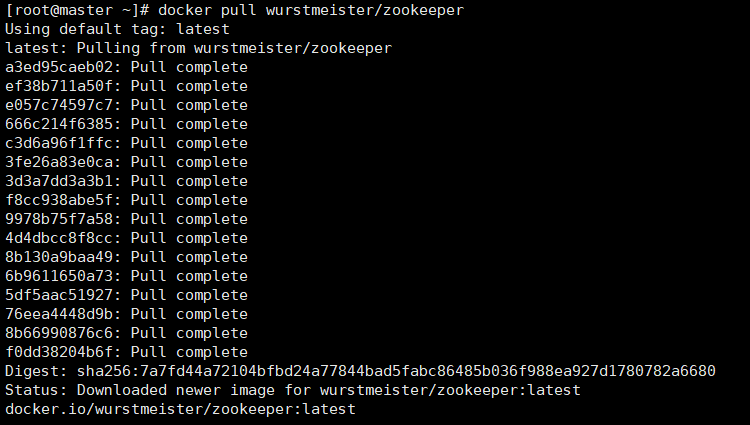 [root@master ~]# docker pull wurstmeister/zookeeper
Using default tag: latest
latest: Pulling from wurstmeister/zookeeper
a3ed95caeb02: Pull complete
ef38b711a50f: Pull complete
e057c74597c7: Pull complete
666c214f6385: Pull complete
c3d6a96f1ffc: Pull complete
3fe26a83e0ca: Pull complete
3d3a7dd3a3b1: Pull complete
f8cc938abe5f: Pull complete
9978b75f7a58: Pull complete
4d4dbcc8f8cc: Pull complete
8b130a9baa49: Pull complete
6b9611650a73: Pull complete
5df5aac51927: Pull complete
76eea4448d9b: Pull complete
8b66990876c6: Pull complete
f0dd38204b6f: Pull complete
Digest: sha256:7a7fd44a72104bfbd24a77844bad5fabc86485b036f988ea927d1780782a6680
Status: Downloaded newer image for wurstmeister/zookeeper:latest
docker.io/wurstmeister/zookeeper:latest